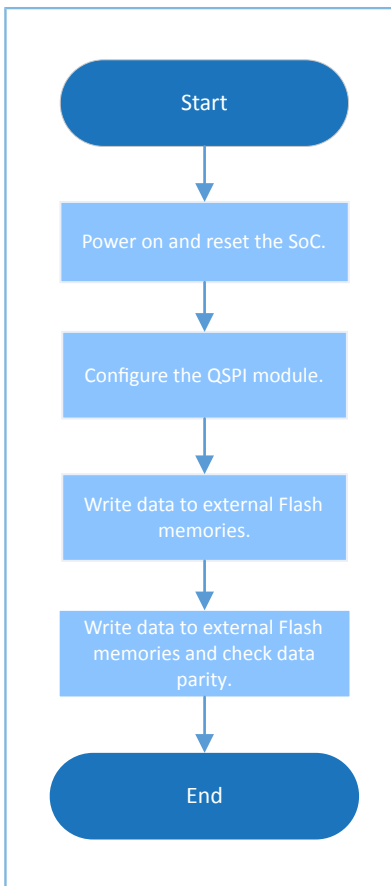 Start
Power on and reset the SoC.
Configure the QSPI module.
Write data to external Flash
memories.
Write data to external Flash
memories and check data
parity.
End